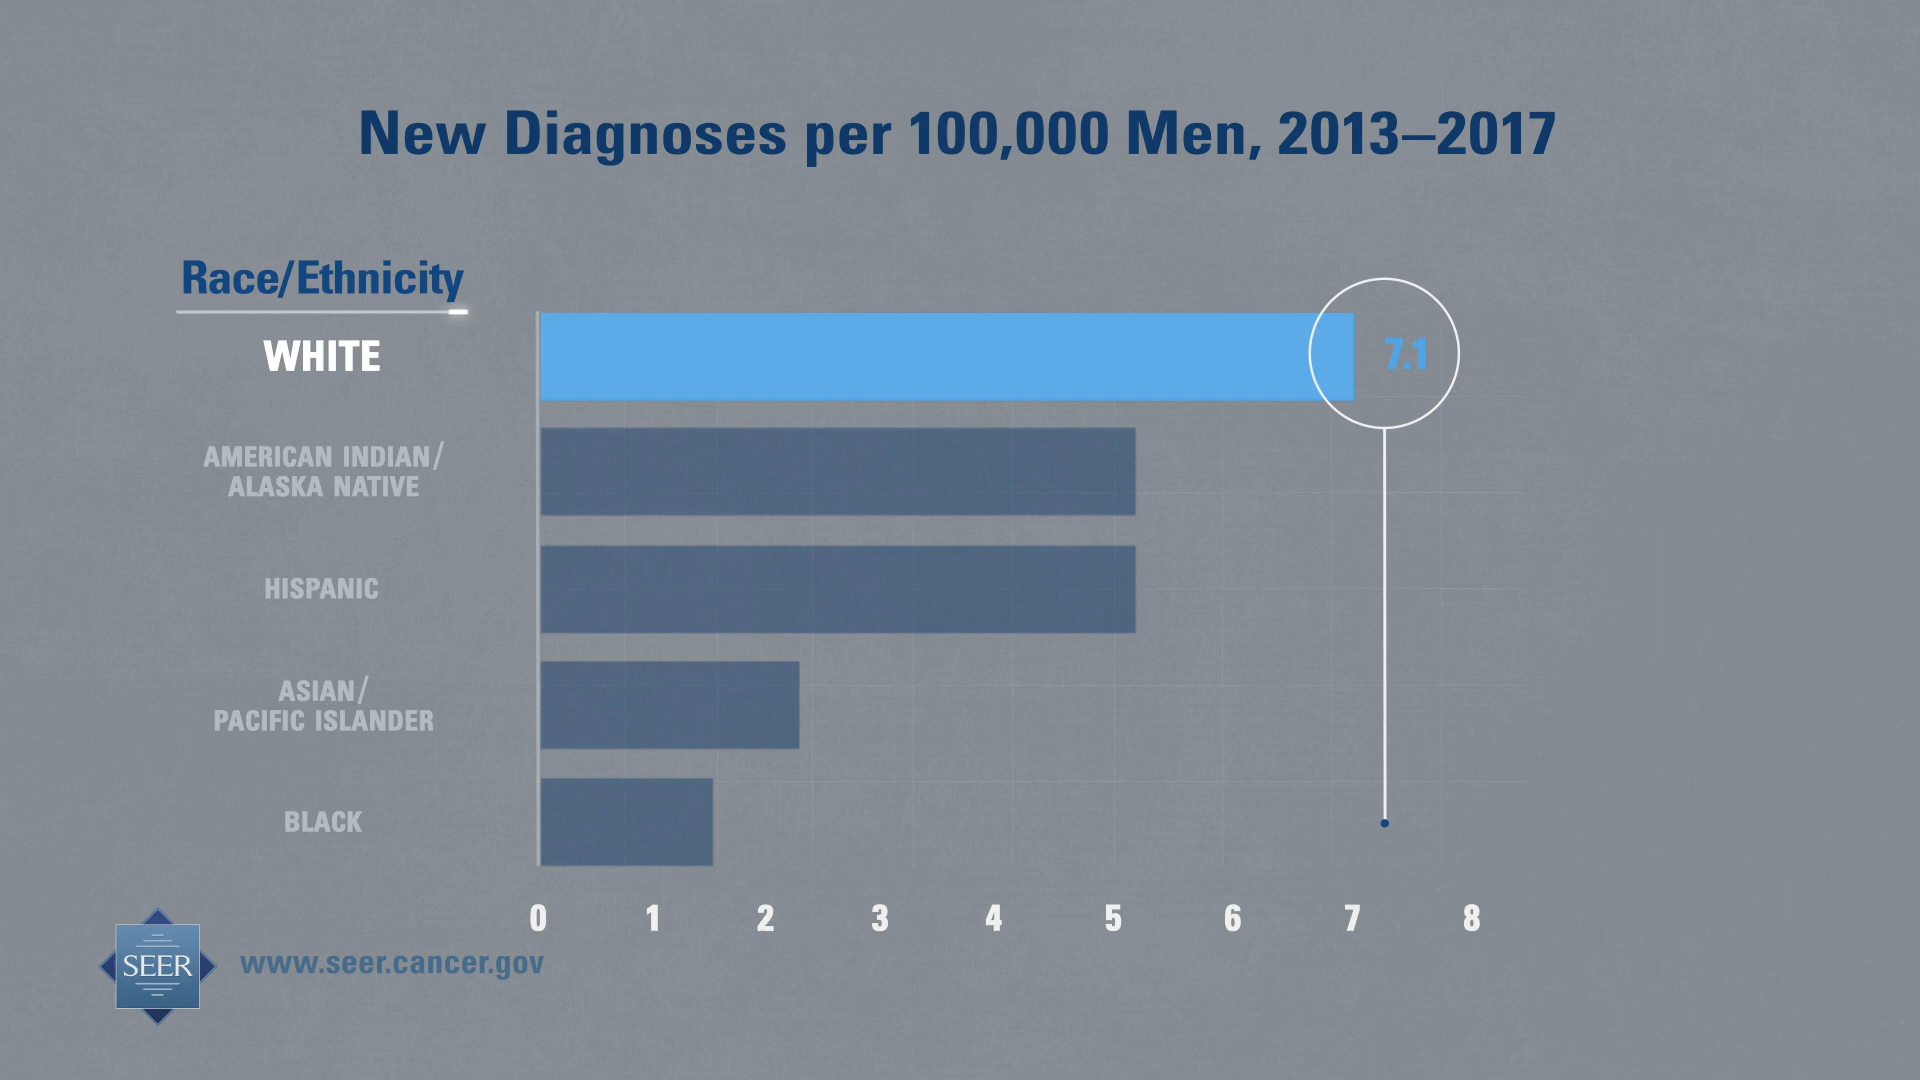 New Diagnoses per 100,000 Men, 2013–2017
Race/Ethnicity
WHITE
7.1
AMERICAN INDIAN/
ALASKA NATIVE
HISPANIC
ASIAN/
PACIFIC ISLANDER
BLACK
0 1 2 3 4 5 6 7 8
SEER
www.seer.cancer.gov